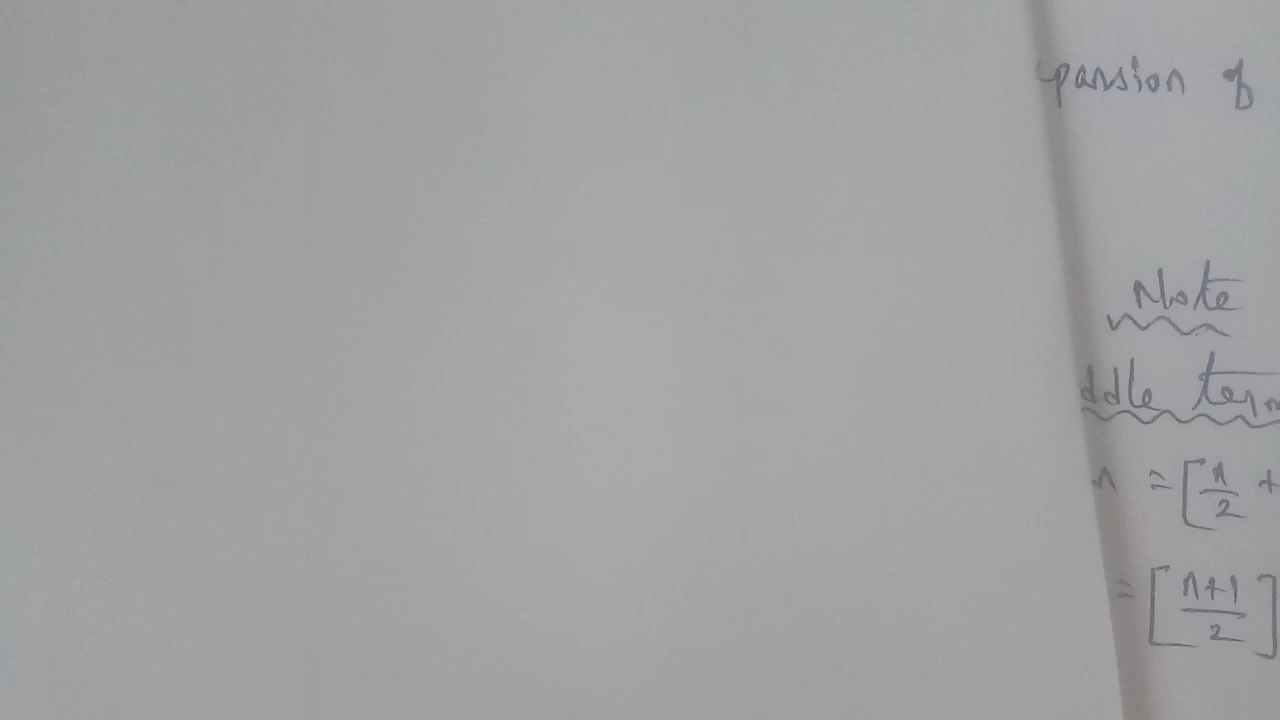 pansion of
Note
ddle term
n = [n/2 +
= [n+1/2]